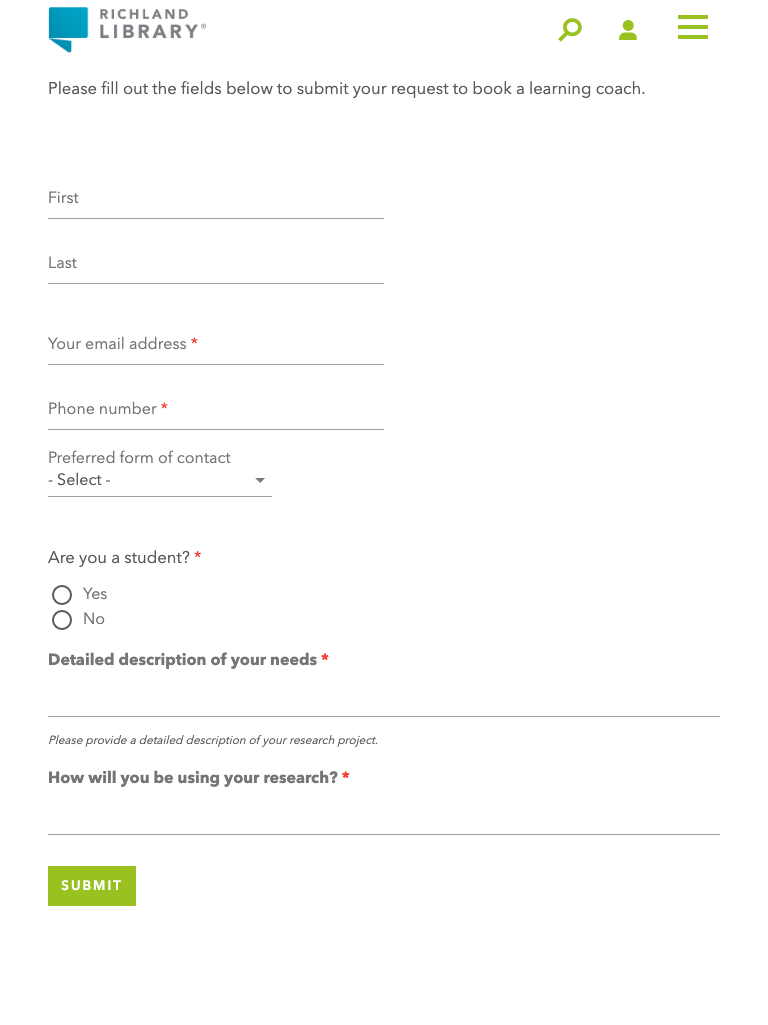 RICHLAND
LIBRARY®
Please fill out the fields below to submit your request to book a learning coach.
First
Last
Your email address *
Phone number *
Preferred form of contact
- Select -
Are you a student? *
Yes
No
Detailed description of your needs *
Please provide a detailed description of your research project.
How will you be using your research? *
SUBMIT